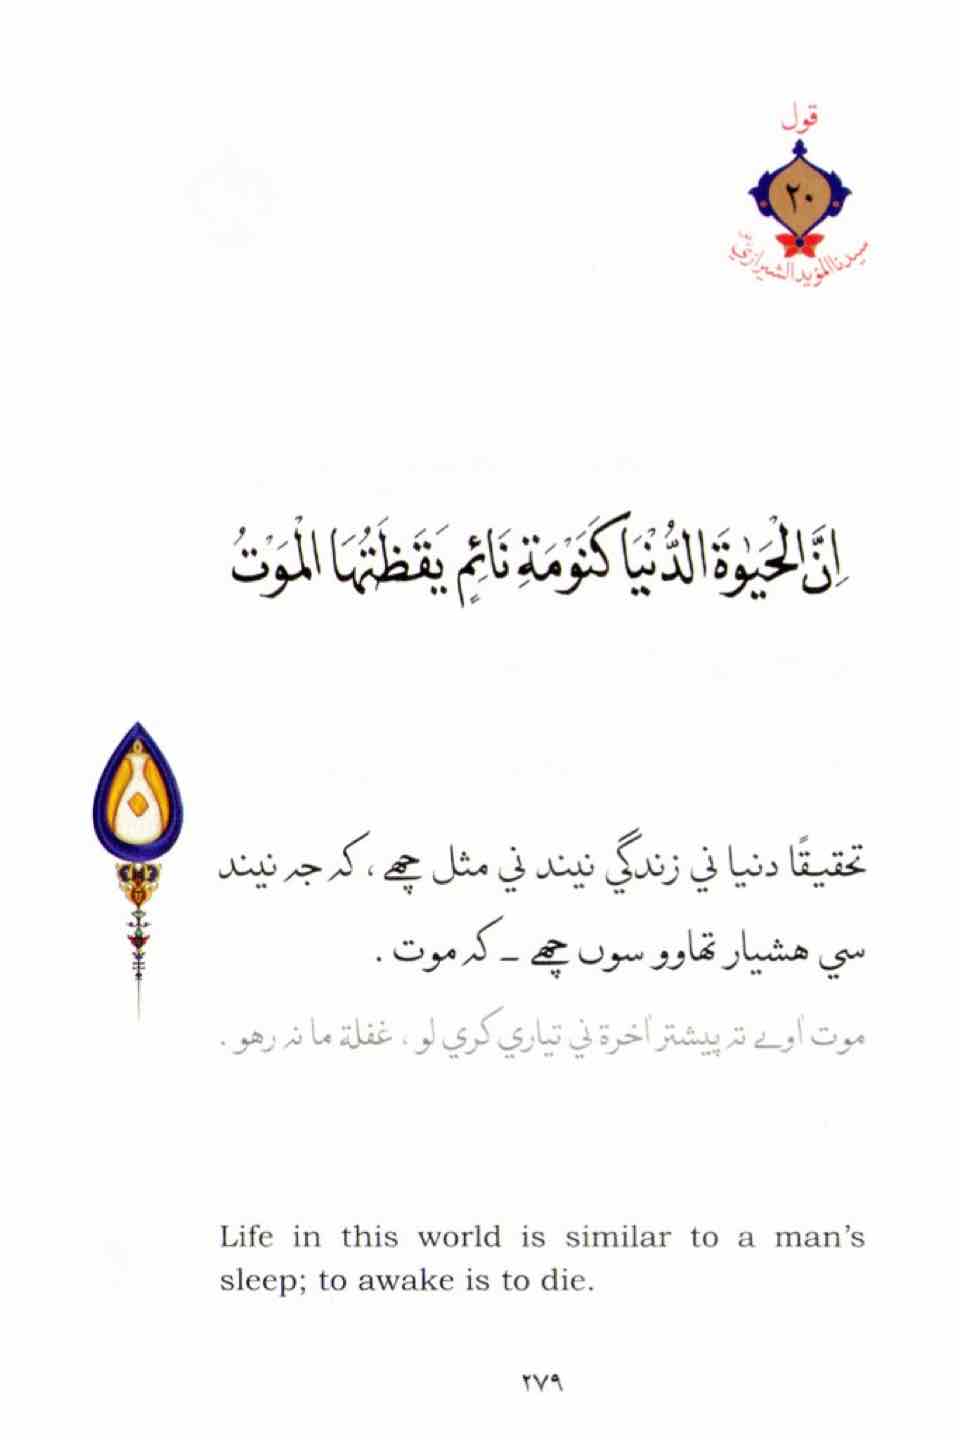 قول
٢٠
سيدنا المؤيد الشيرازي
اِنَّ الْحَيٰوةَ الدُّنْيَا كَنَوْمَةِ نَائِمٍ يَقَظَتُهَا الْمَوْتُ
تحقيقًا دنيا ني زندگي نيند ني مثل چھے، كہ جہ نيند
سي هشيار تھاوو سوں چھے ـ كہ موت .
موت اٰوے تہ پيشتر اٰخرة ني تياري كري لو ، غفلة ما نہ رهو .
Life in this world is similar to a man's
sleep; to awake is to die.
٢٧٩